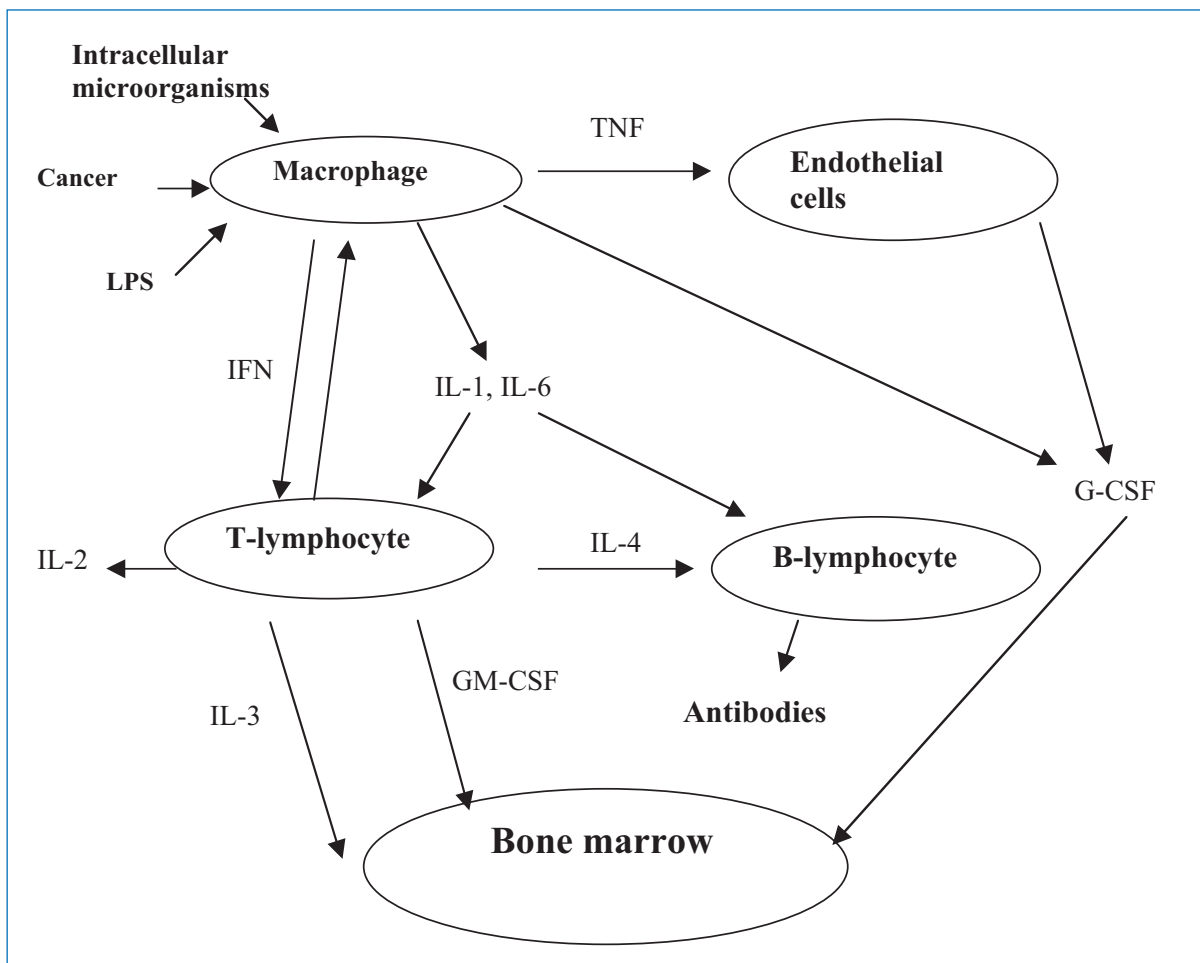 Intracellular
microorganisms
TNF
Macrophage
Endothelial
cells
Cancer
LPS
IFN
IL-1, IL-6
G-CSF
T-lymphocyte
IL-4
B-lymphocyte
IL-2
GM-CSF
IL-3
Antibodies
Bone marrow